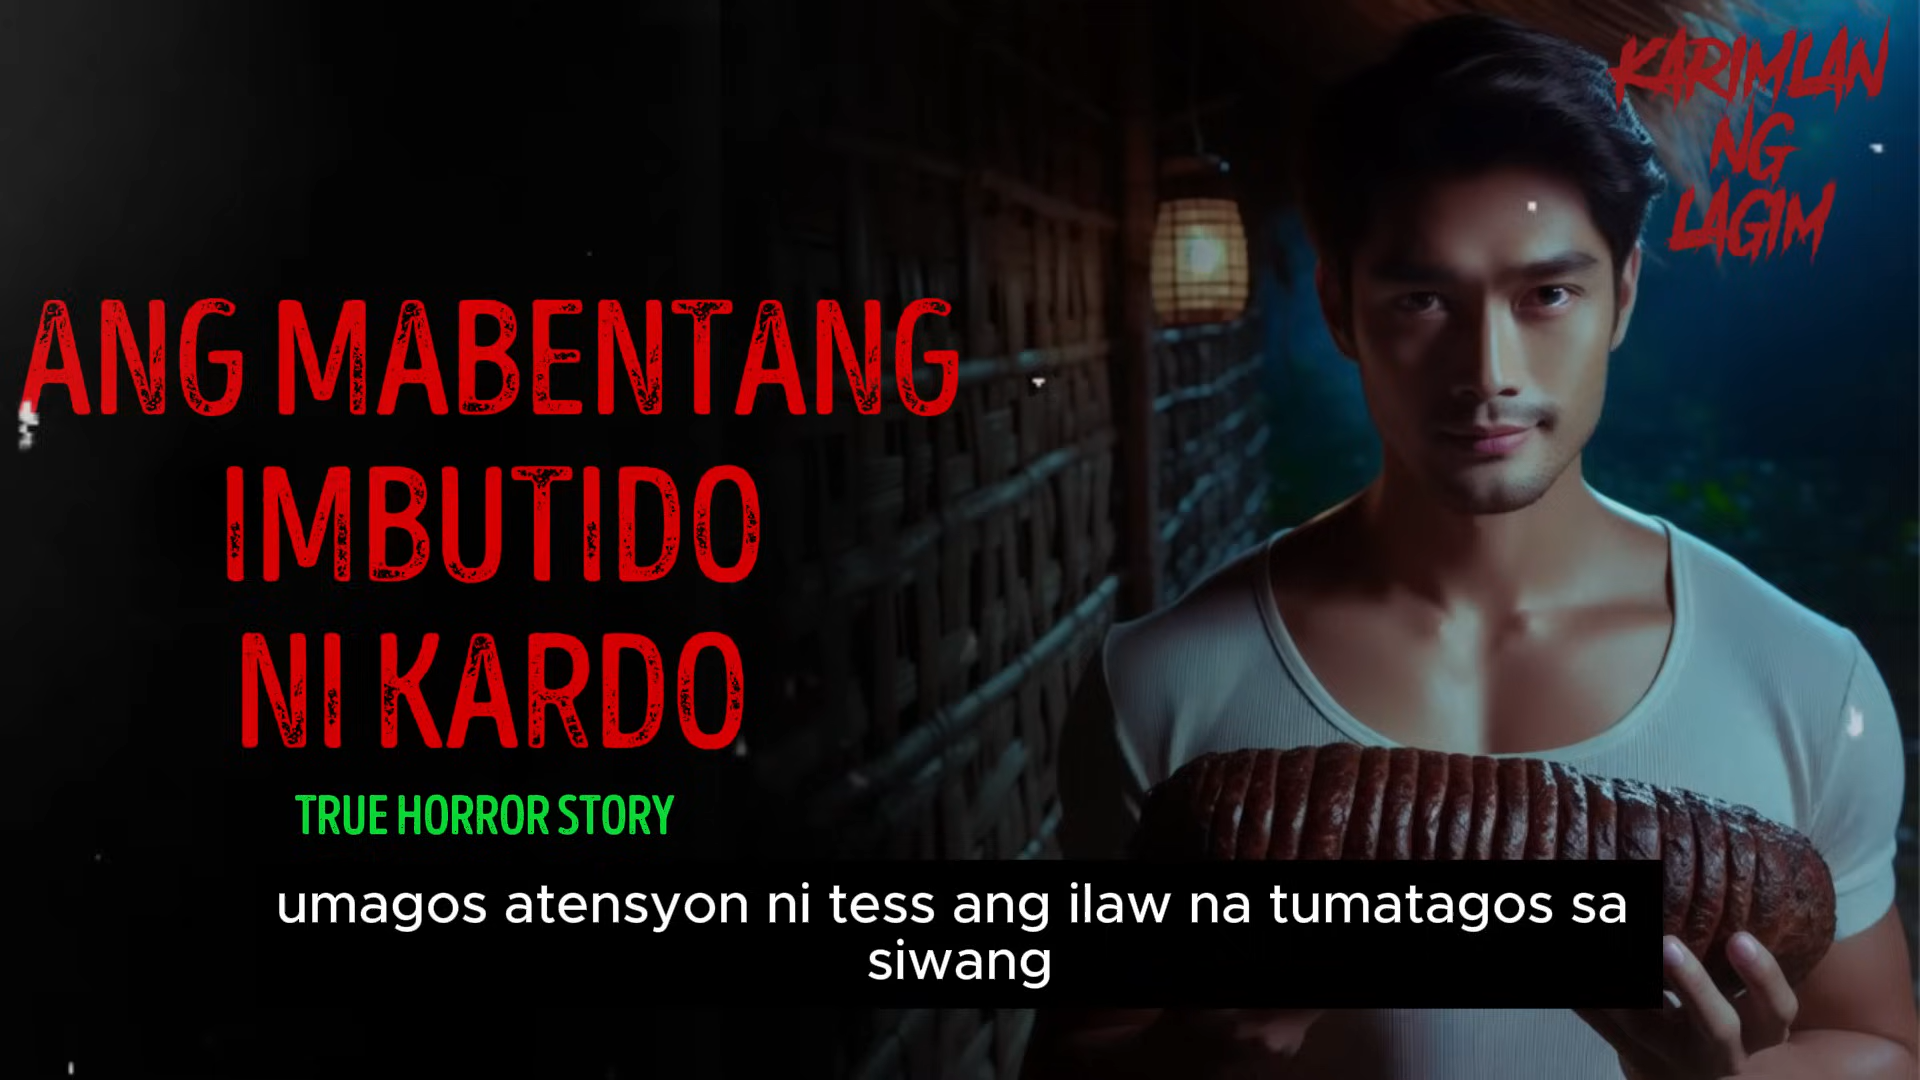 KARIMLAN
NG
LAGIM
ANG MABENTANG
IMBUTIDO
NI KARDO
TRUE HORROR STORY
umagos atensyon ni tess ang ilaw na tumatagos sa
siwang